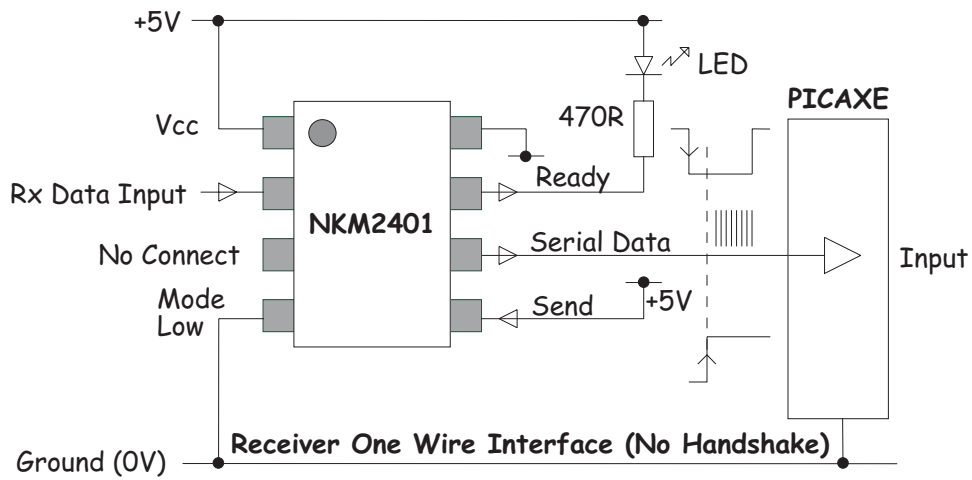 +5V
LED
PICAXE
470R
Vcc
Ready
Rx Data Input
NKM2401
Serial Data
No Connect
Input
Mode
Low
Send
+5V
Receiver One Wire Interface (No Handshake)
Ground (0V)